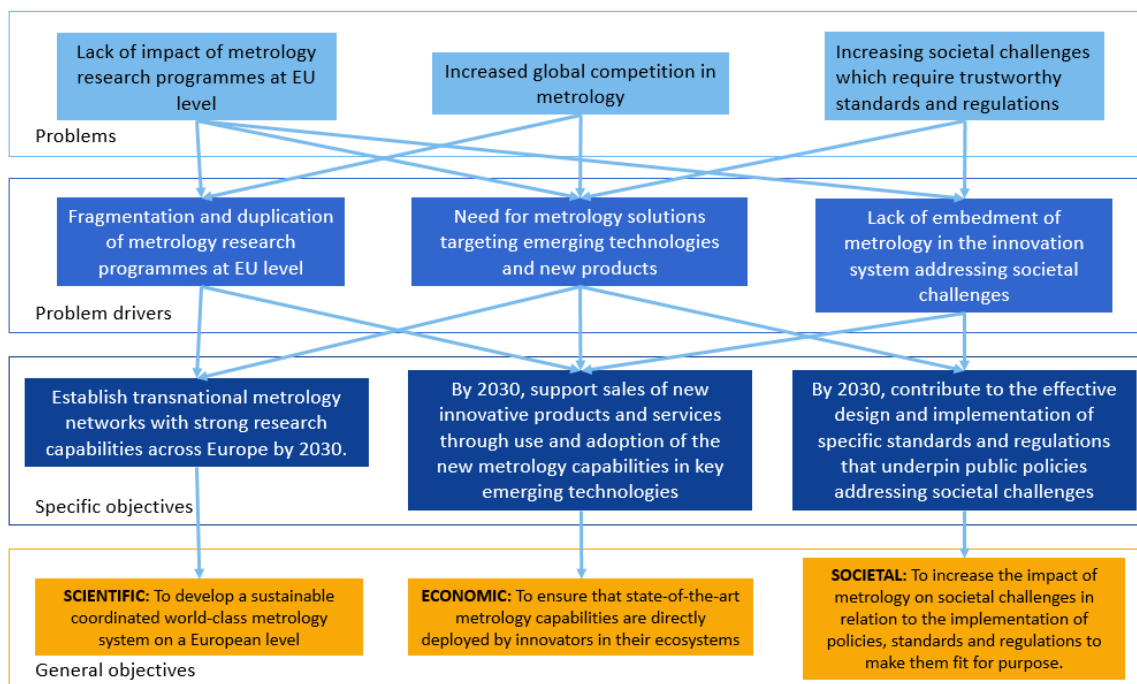 Lack of impact of metrology
research programmes at EU
level
Increased global competition in
metrology
Increasing societal challenges
which require trustworthy
standards and regulations
Problems
Fragmentation and duplication
of metrology research
programmes at EU level
Need for metrology solutions
targeting emerging technologies
and new products
Lack of embedment of
metrology in the innovation
system addressing societal
challenges
Problem drivers
Establish transnational metrology
networks with strong research
capabilities across Europe by 2030.
By 2030, support sales of new
innovative products and services
through use and adoption of the
new metrology capabilities in key
emerging technologies
By 2030, contribute to the effective
design and implementation of
specific standards and regulations
that underpin public policies
addressing societal challenges
Specific objectives
SCIENTIFIC: To develop a sustainable
coordinated world-class metrology
system on a European level
ECONOMIC: To ensure that state-of-the-art
metrology capabilities are directly
deployed by innovators in their ecosystems
SOCIETAL: To increase the impact of
metrology on societal challenges in
relation to the implementation of
policies, standards and regulations to
make them fit for purpose.
General objectives